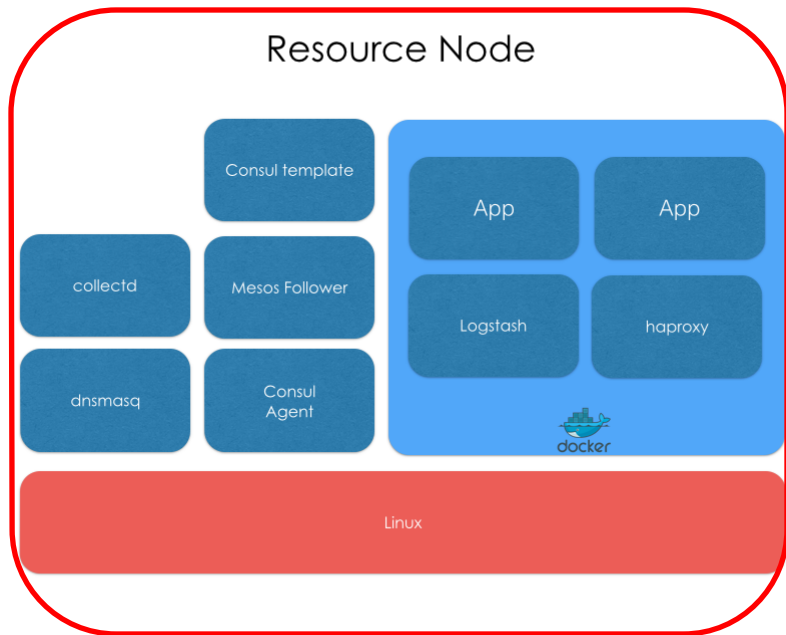 Resource Node
Consul template
App
App
collectd
Mesos Follower
Logstash
haproxy
dnsmasq
Consul
Agent
docker
Linux